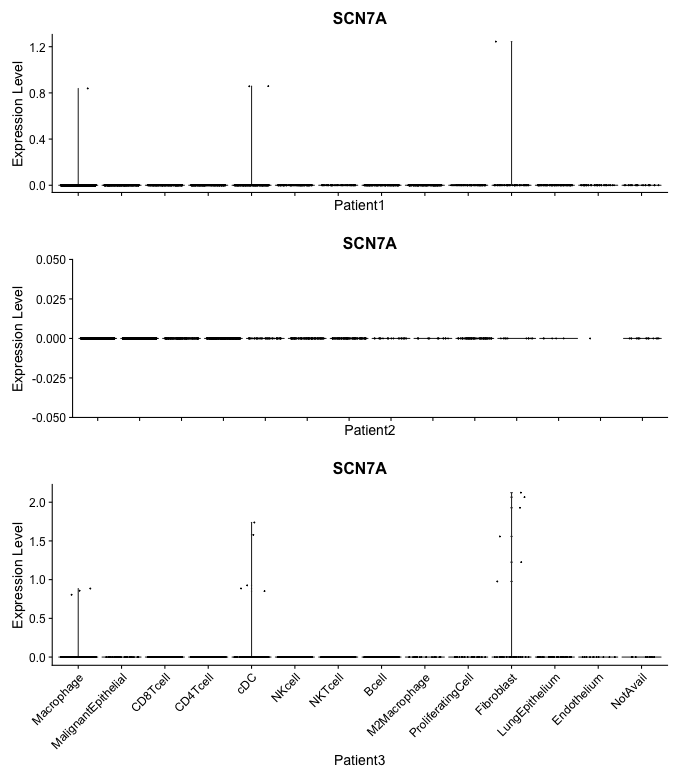 SCN7A
Expression Level
1.2
0.8
0.4
0.0
Patient1
SCN7A
Expression Level
0.050
0.025
0.000
-0.025
-0.050
Patient2
SCN7A
Expression Level
2.0
1.5
1.0
0.5
0.0
Macrophage
MalignantEpithelial
CD8Tcell
CD4Tcell
cDC
NKcell
NKTcell
Bcell
M2Macrophage
ProliferatingCell
Fibroblast
LungEpithelium
Endothelium
NotAvail
Patient3